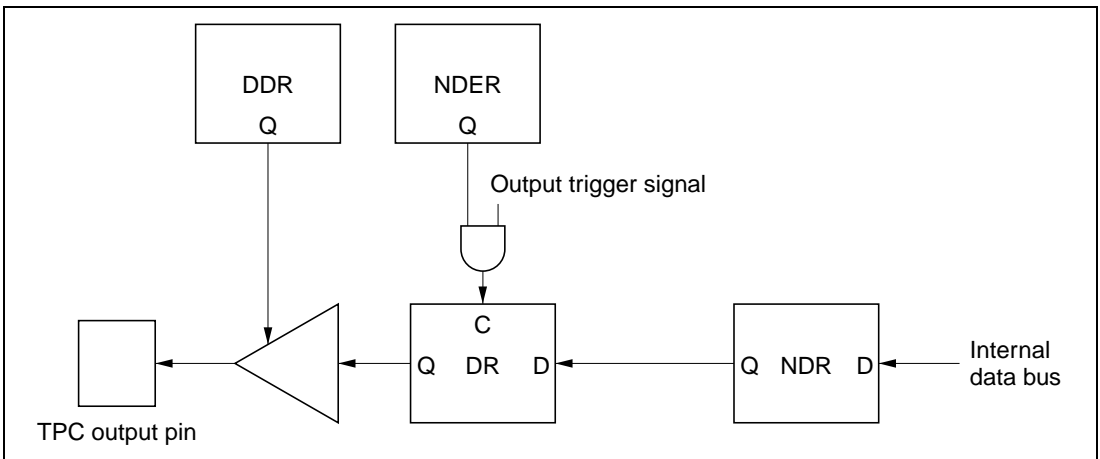 DDR
Q
NDER
Q
Output trigger signal
C
Q DR D
Q NDR D
Internal
data bus
TPC output pin